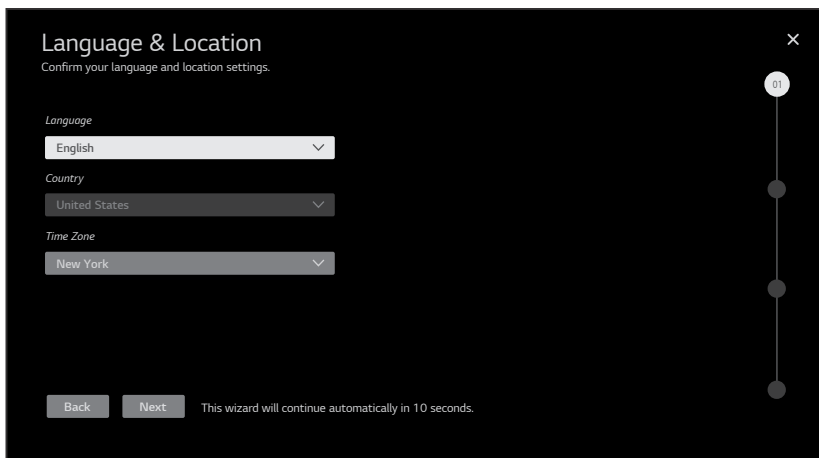 Language & Location
Confirm your language and location settings.
01
Language
English
Country
United States
Time Zone
New York
Back
Next
This wizard will continue automatically in 10 seconds.